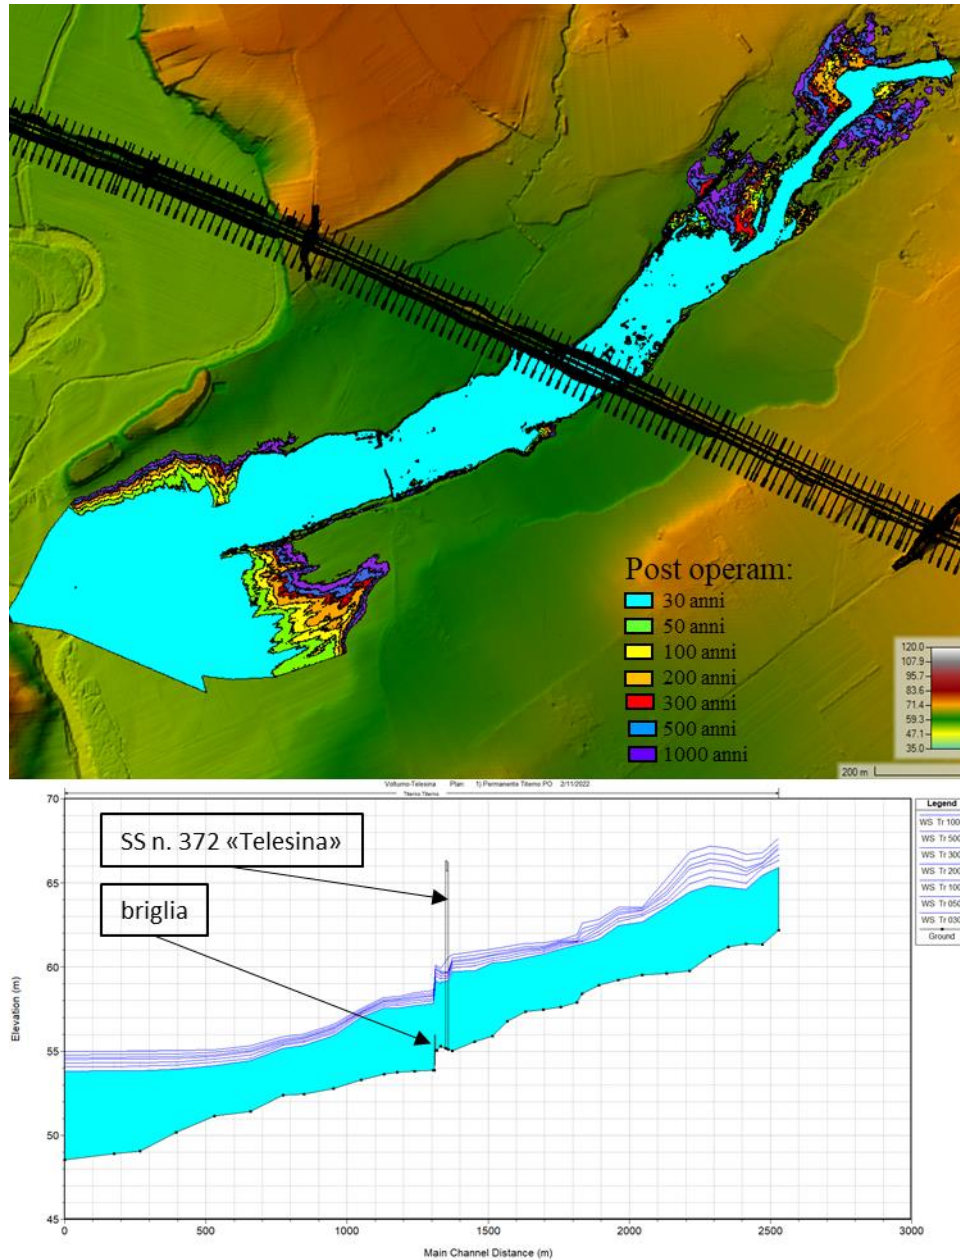 Post operam:
30 anni
50 anni
100 anni
200 anni
300 anni
500 anni
1000 anni
120.0
107.9
95.7
83.6
71.4
59.3
47.1
35.0
200 m
Volturno-Telesina Plan: 1) Permanente Titerno PO 2/11/2022
Titerno Titerno
Legend
WS Tr 100
WS Tr 500
WS Tr 300
WS Tr 200
WS Tr 100
WS Tr 050
WS Tr 030
Ground
SS n. 372 «Telesina»
briglia
70
65
60
55
50
45
Elevation (m)
0
500
1000
1500
2000
2500
3000
Main Channel Distance (m)